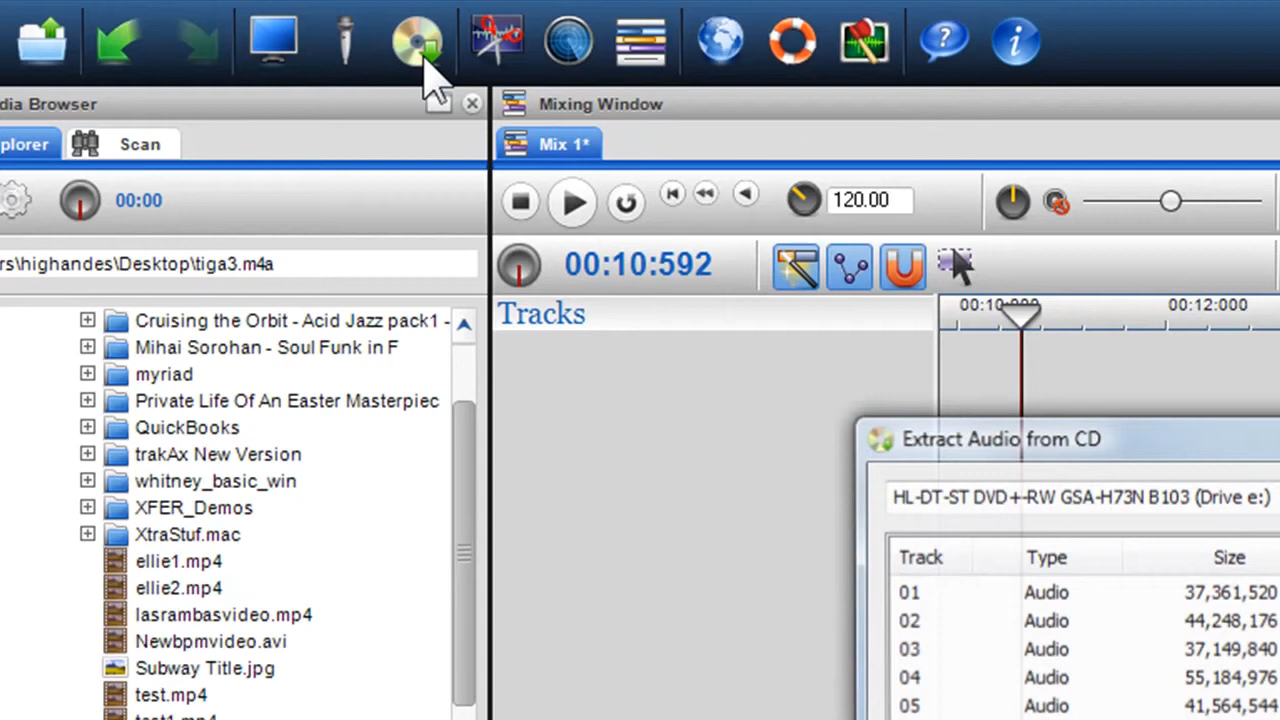 dia Browser
Mixing Window
plorer
Scan
Mix 1*
00:00
120.00
rs\highandes\Desktop\tiga3.m4a
00:10:592
Tracks
00:10:000
00:12:000
Cruising the Orbit - Acid Jazz pack1 -
Mihai Sorohan - Soul Funk in F
myriad
Private Life Of An Easter Masterpiec
QuickBooks
trakAx New Version
whitney_basic_win
XFER_Demos
XtraStuf.mac
ellie1.mp4
ellie2.mp4
lasrambasvideo.mp4
Newbpmvideo.avi
Subway Title.jpg
test.mp4
test1.mp4
Extract Audio from CD
HL-DT-ST DVD+-RW GSA-H73N B103 (Drive e:)
Track Type Size
01 Audio 37,361,520
02 Audio 44,248,176
03 Audio 37,149,840
04 Audio 55,184,976
05 Audio 41,564,544